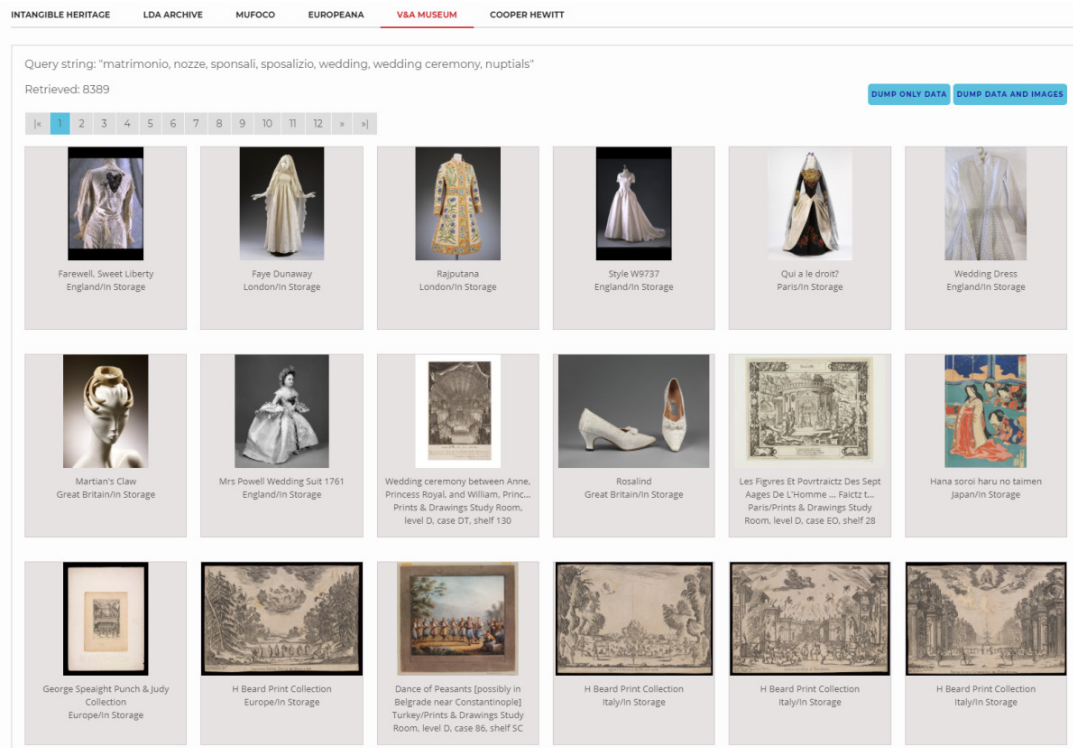 INTANGIBLE HERITAGE LDA ARCHIVE MUFOCO EUROPEANA V&A MUSEUM COOPER HEWITT
Query string: "matrimonio, nozze, sponsali, sposalizio, wedding, wedding ceremony, nuptials"
Retrieved: 8389
DUMP ONLY DATA DUMP DATA AND IMAGES
|« 1 2 3 4 5 6 7 8 9 10 11 12 » »|
Farewell, Sweet Liberty
England/In Storage
Faye Dunaway
London/In Storage
Rajputana
London/In Storage
Style W9737
England/In Storage
Qui a le droit?
Paris/In Storage
Wedding Dress
England/In Storage
Martian's Claw
Great Britain/In Storage
Mrs Powell Wedding Suit 1761
England/In Storage
Wedding ceremony between Anne,
Princess Royal, and William, Princ...
Prints & Drawings Study Room,
level D, case DT, shelf 130
Rosalind
Great Britain/In Storage
Les Figvres Et Povrtraictz Des Sept
Aages De L'Homme ... Faictz t...
Paris/Prints & Drawings Study
Room, level D, case EO, shelf 28
Hana soroi haru no taimen
Japan/In Storage
George Speaight Punch & Judy
Collection
Europe/In Storage
H Beard Print Collection
Europe/In Storage
Dance of Peasants [possibly in
Belgrade near Constantinople]
Turkey/Prints & Drawings Study
Room, level D, case 86, shelf SC
H Beard Print Collection
Italy/In Storage
H Beard Print Collection
Italy/In Storage
H Beard Print Collection
Italy/In Storage